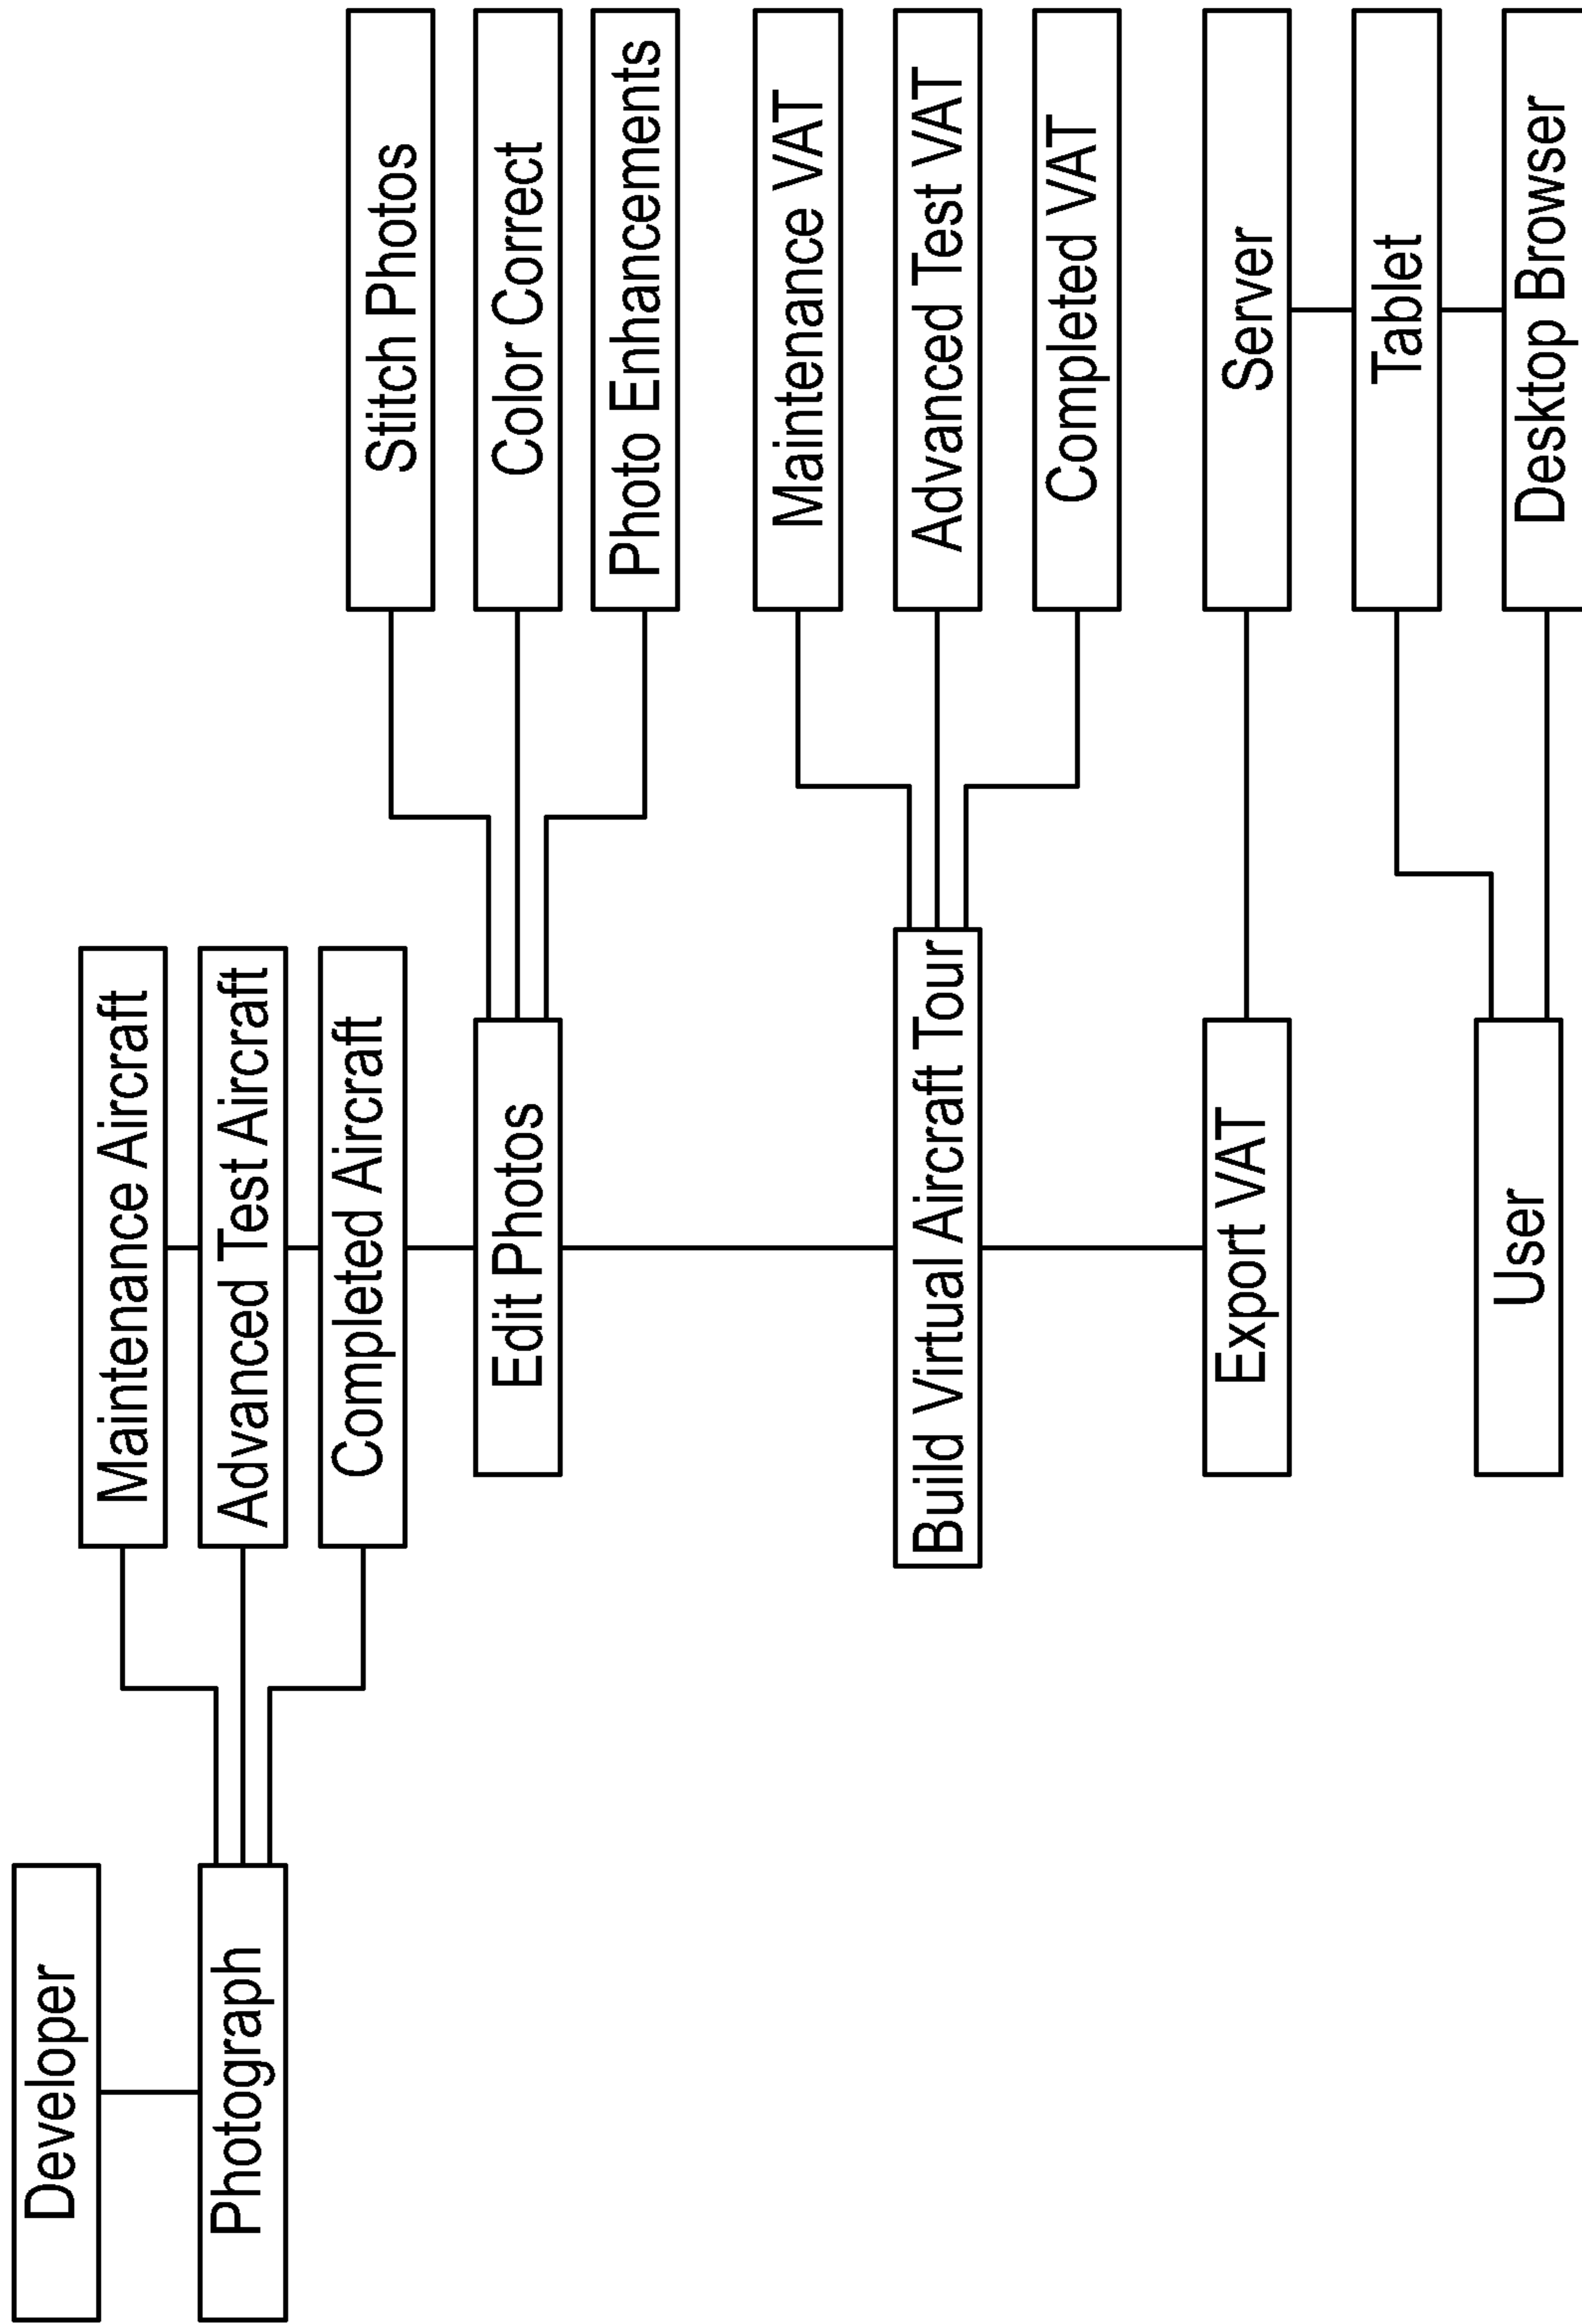 Developer
Photograph
Maintenance Aircraft
Advanced Test Aircraft
Completed Aircraft
Edit Photos
Stitch Photos
Color Correct
Photo Enhancements
Build Virtual Aircraft Tour
Maintenance VAT
Advanced Test VAT
Completed VAT
Export VAT
Server
Tablet
Desktop Browser
User